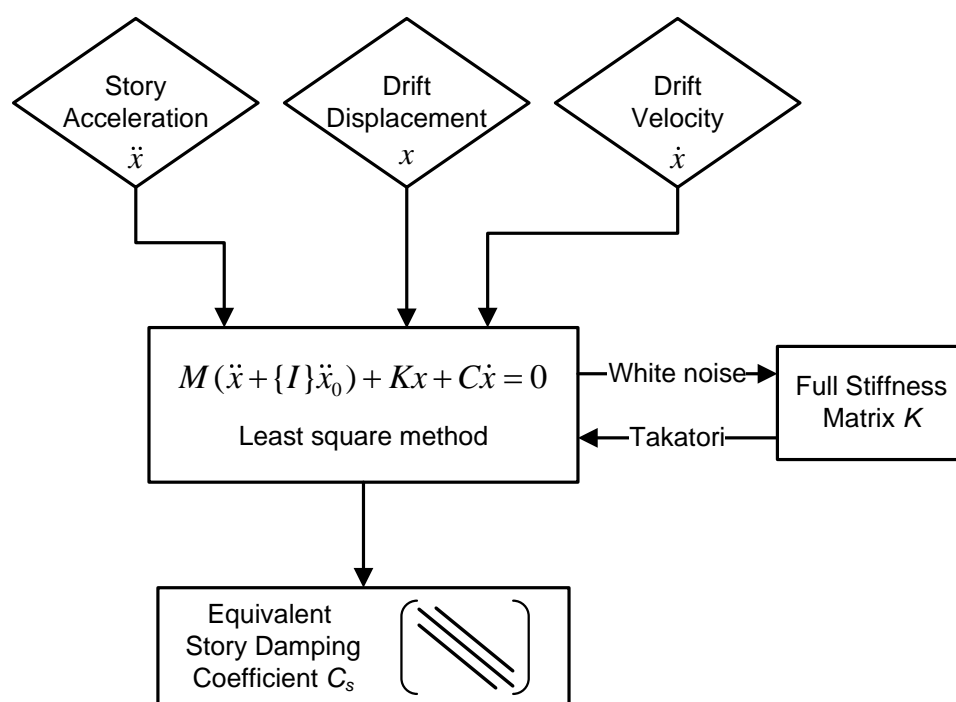 Story
Acceleration
ẍ
Drift
Displacement
x
Drift
Velocity
ẋ
M(ẍ+{I}ẍ₀)+Kx+Cẋ=0
Least square method
White noise
Takatori
Full Stiffness
Matrix K
Equivalent
Story Damping
Coefficient Cₛ